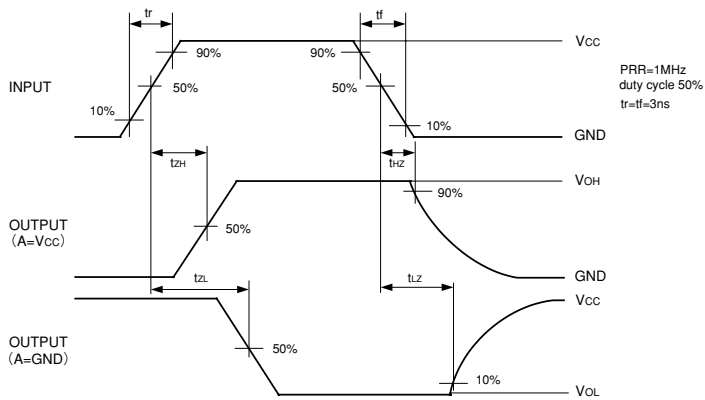 tr
tf
VCC
90%
90%
PRR=1MHz
duty cycle 50%
tr=tf=3ns
INPUT
50%
50%
10%
10%
GND
tZH
tHZ
VOH
90%
OUTPUT
(A=VCC)
50%
GND
tZL
tLZ
VCC
OUTPUT
(A=GND)
50%
10%
VOL